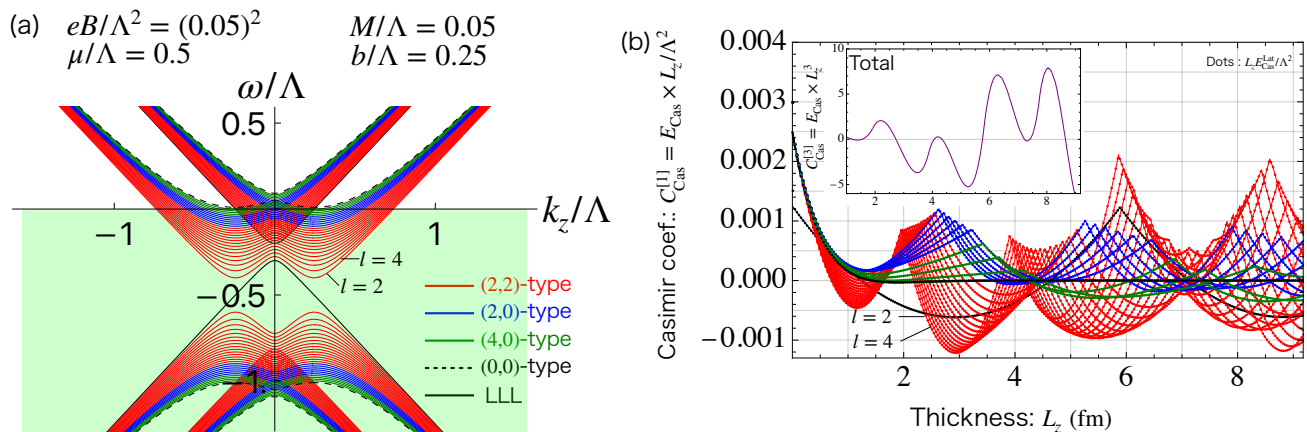 (a)
eB/Λ² = (0.05)²
M/Λ = 0.05
μ/Λ = 0.5
b/Λ = 0.25
ω/Λ
0.5
k_z/Λ
−1
1
l = 4
l = 2
−0.5
−1.
(2,2)-type
(2,0)-type
(4,0)-type
(0,0)-type
LLL
(b)
Casimir coef.: C_Cas^[1] = E_Cas × L_z/Λ²
0.004
0.003
0.002
0.001
0.000
−0.001
Total
Dots : L_z E_Cas^Lat/Λ²
C_Cas^[3] = E_Cas × L_z^3
10
5
0
−5
2
4
6
8
l = 2
l = 4
2
4
6
8
Thickness: L_z (fm)